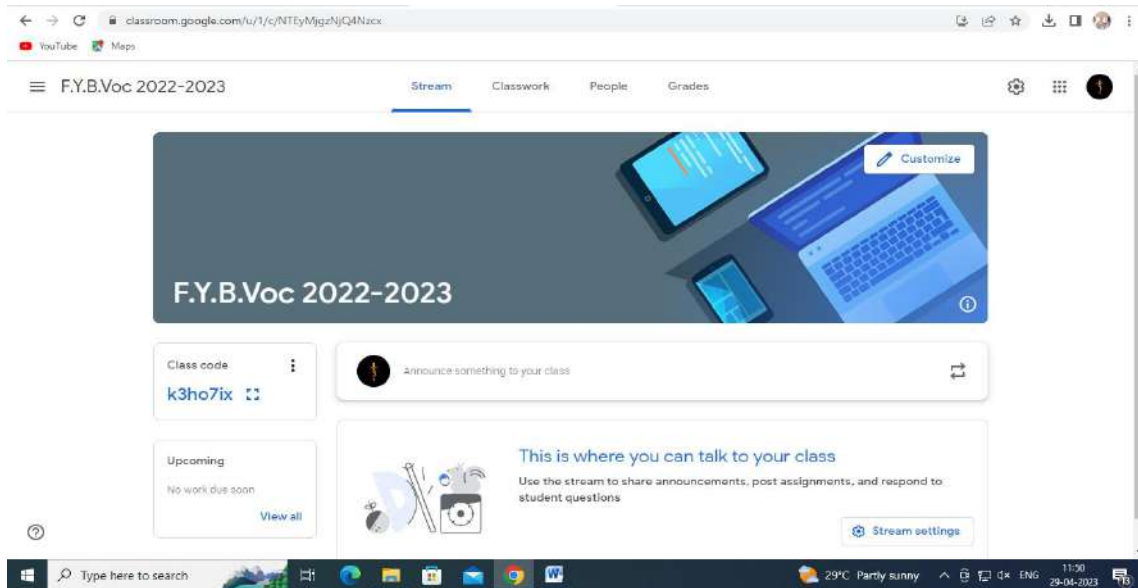 classroom.google.com/u/1/c/NTEyMjgzNjQ4Nzcx
YouTube Maps
F.Y.B.Voc 2022-2023 Stream Classwork People Grades
Customize
F.Y.B.Voc 2022-2023
Class code
k3ho7ix
Announce something to your class
Upcoming
No work due soon
View all
This is where you can talk to your class
Use the stream to share announcements, post assignments, and respond to
student questions
Stream settings
Type here to search
29°C Partly sunny ENG 11:50
29-04-2023